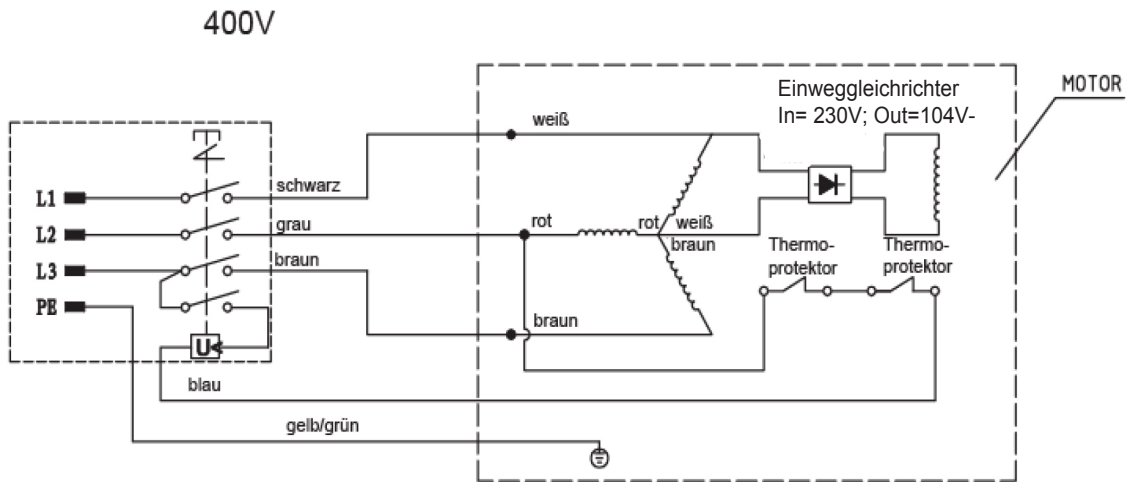 400V
Einweggleichrichter
In= 230V; Out=104V-
MOTOR
weiß
schwarz
L1
L2
grau
rot
rot
weiß
braun
L3
braun
Thermo-
protektor
Thermo-
protektor
PE
braun
U<
blau
gelb/grün